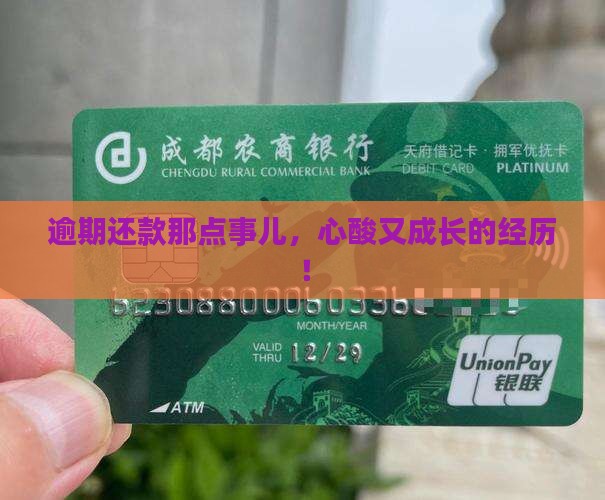 成都农商银行
CHENGDU RURAL COMMERCIAL BANK
天府借记卡·拥军优抚卡
DEBIT CARD PLATINUM
逾期还款那点事儿，心酸又成长的经历
！
MONTH/YEAR
VALID
THRU 12/29
UnionPay
银联
ATM